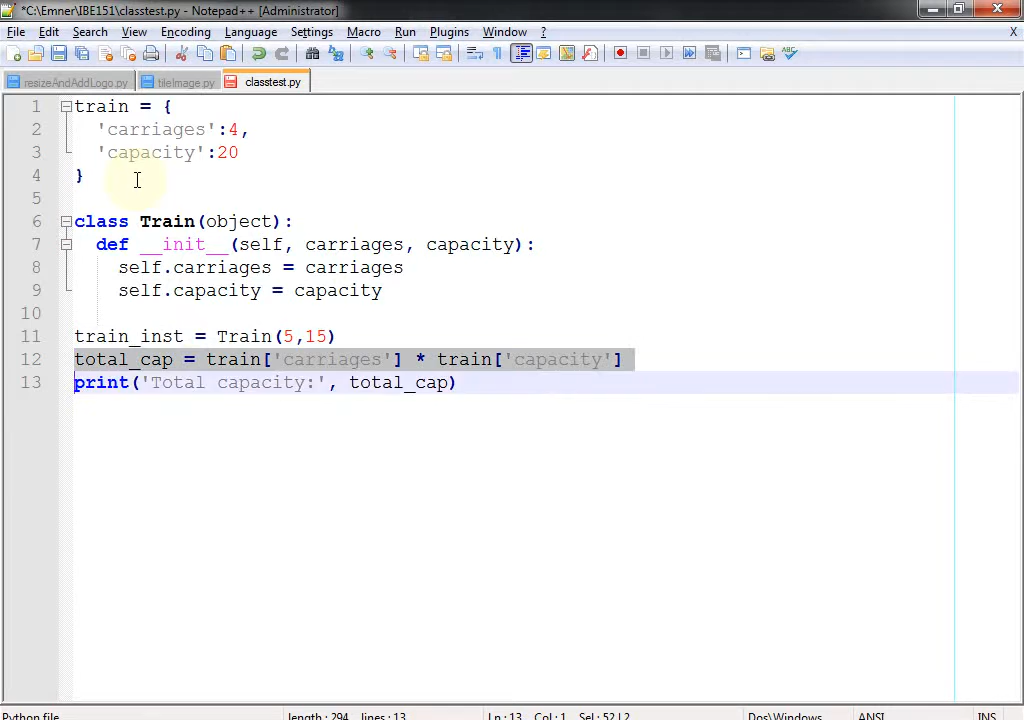 *C:\Emner\IBE151\classtest.py - Notepad++ [Administrator]
File Edit Search View Encoding Language Settings Macro Run Plugins Window ? X
resizeAndAddLogo.py tileImage.py classtest.py
1 train = {
2 'carriages':4,
3 'capacity':20
4 }
5
6 class Train(object):
7 def __init__(self, carriages, capacity):
8 self.carriages = carriages
9 self.capacity = capacity
10
11 train_inst = Train(5,15)
12 total_cap = train['carriages'] * train['capacity']
13 print('Total capacity:', total_cap)
Python file length : 294 lines : 13 Ln : 13 Col : 1 Sel : 52 | 2 Dos\Windows ANSI INS